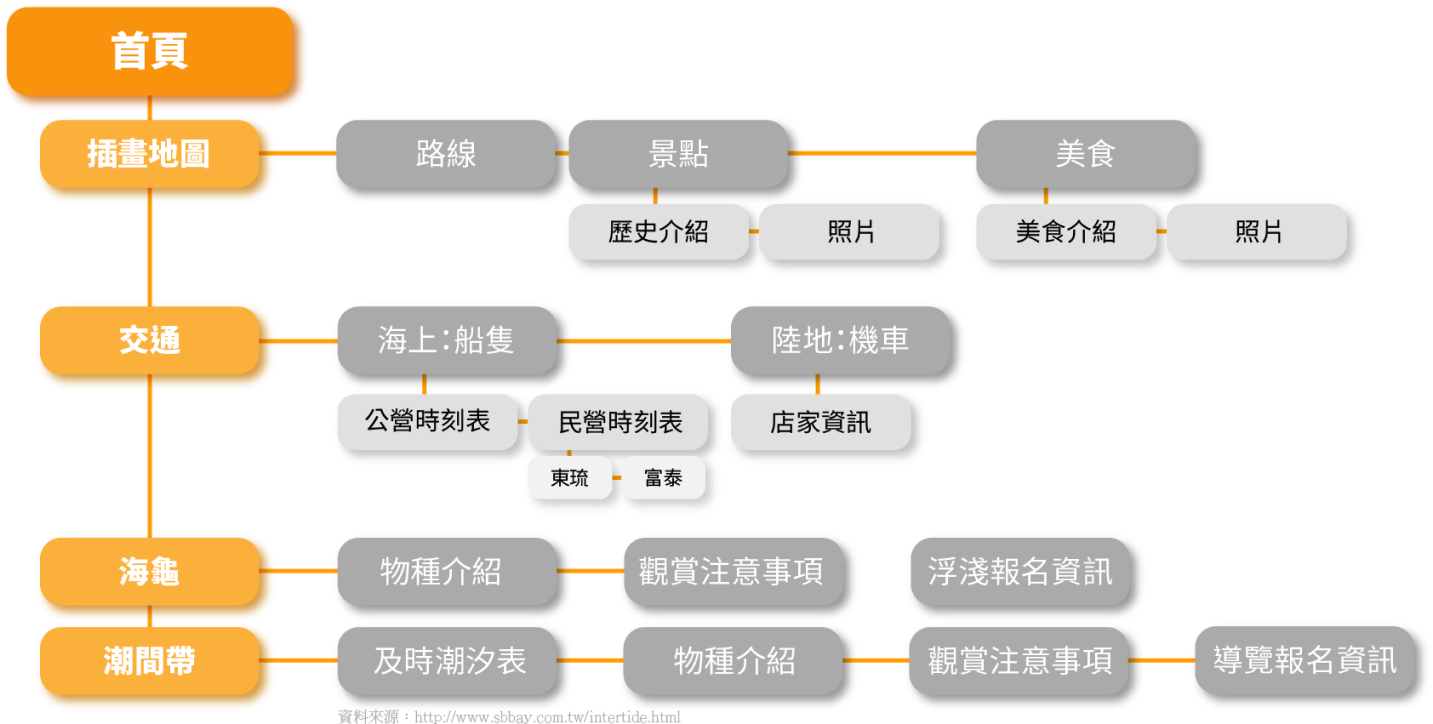 首頁
插畫地圖
路線
景點
美食
歷史介紹
照片
美食介紹
照片
交通
海上：船隻
陸地：機車
公營時刻表
民營時刻表
店家資訊
東琉
富泰
海龜
物種介紹
觀賞注意事項
浮淺報名資訊
潮間帶
及時潮汐表
物種介紹
觀賞注意事項
導覽報名資訊
資料來源：http://www.sbbay.com.tw/intertide.html